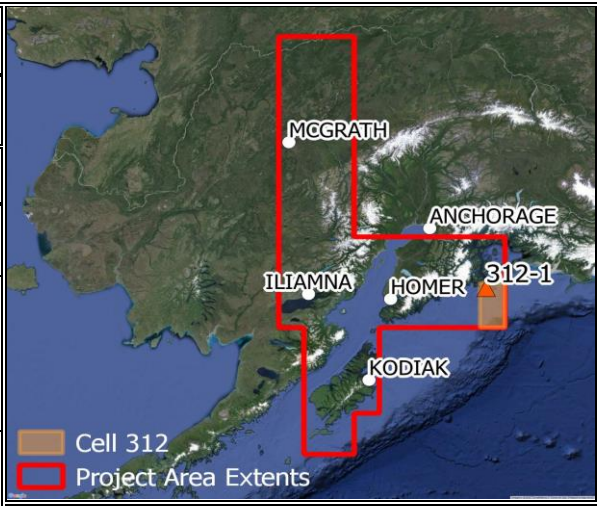 MCGRATH
ANCHORAGE
312-1
ILIAMNA
HOMER
KODIAK
Cell 312
Project Area Extents